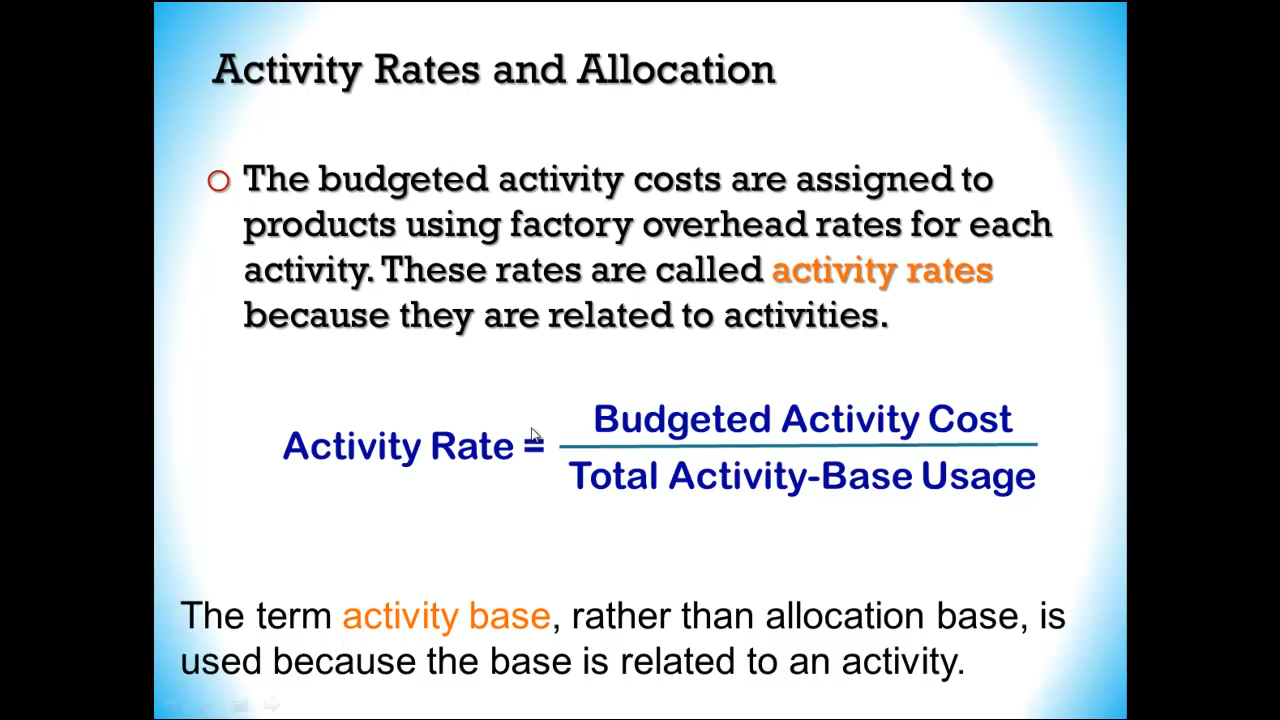 Activity Rates and Allocation
The budgeted activity costs are assigned to
products using factory overhead rates for each
activity. These rates are called activity rates
because they are related to activities.
Budgeted Activity Cost
Activity Rate =
Total Activity-Base Usage
The term activity base, rather than allocation base, is
used because the base is related to an activity.